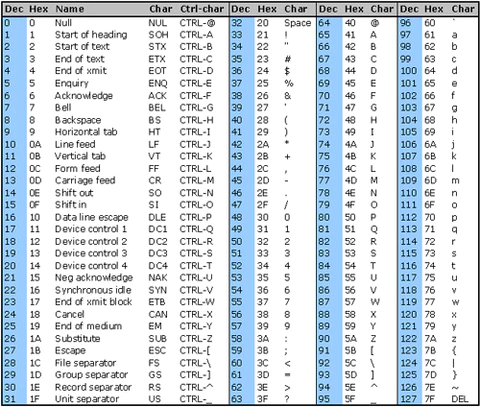 Dec Hex Name Char Ctrl-char Dec Hex Char Dec Hex Char Dec Hex Char
0 0 Null NUL CTRL-@ 32 20 Space 64 40 @ 96 60 `
1 1 Start of heading SOH CTRL-A 33 21 ! 65 41 A 97 61 a
2 2 Start of text STX CTRL-B 34 22 " 66 42 B 98 62 b
3 3 End of text ETX CTRL-C 35 23 # 67 43 C 99 63 c
4 4 End of xmit EOT CTRL-D 36 24 $ 68 44 D 100 64 d
5 5 Enquiry ENQ CTRL-E 37 25 % 69 45 E 101 65 e
6 6 Acknowledge ACK CTRL-F 38 26 & 70 46 F 102 66 f
7 7 Bell BEL CTRL-G 39 27 ' 71 47 G 103 67 g
8 8 Backspace BS CTRL-H 40 28 ( 72 48 H 104 68 h
9 9 Horizontal tab HT CTRL-I 41 29 ) 73 49 I 105 69 i
10 0A Line feed LF CTRL-J 42 2A * 74 4A J 106 6A j
11 0B Vertical tab VT CTRL-K 43 2B + 75 4B K 107 6B k
12 0C Form feed FF CTRL-L 44 2C , 76 4C L 108 6C l
13 0D Carriage feed CR CTRL-M 45 2D - 77 4D M 109 6D m
14 0E Shift out SO CTRL-N 46 2E . 78 4E N 110 6E n
15 0F Shift in SI CTRL-O 47 2F / 79 4F O 111 6F o
16 10 Data line escape DLE CTRL-P 48 30 0 80 50 P 112 70 p
17 11 Device control 1 DC1 CTRL-Q 49 31 1 81 51 Q 113 71 q
18 12 Device control 2 DC2 CTRL-R 50 32 2 82 52 R 114 72 r
19 13 Device control 3 DC3 CTRL-S 51 33 3 83 53 S 115 73 s
20 14 Device control 4 DC4 CTRL-T 52 34 4 84 54 T 116 74 t
21 15 Neg acknowledge NAK CTRL-U 53 35 5 85 55 U 117 75 u
22 16 Synchronous idle SYN CTRL-V 54 36 6 86 56 V 118 76 v
23 17 End of xmit block ETB CTRL-W 55 37 7 87 57 W 119 77 w
24 18 Cancel CAN CTRL-X 56 38 8 88 58 X 120 78 x
25 19 End of medium EM CTRL-Y 57 39 9 89 59 Y 121 79 y
26 1A Substitute SUB CTRL-Z 58 3A : 90 5A Z 122 7A z
27 1B Escape ESC CTRL-[ 59 3B ; 91 5B [ 123 7B {
28 1C File separator FS CTRL-\ 60 3C < 92 5C \ 124 7C |
29 1D Group separator GS CTRL-] 61 3D = 93 5D ] 125 7D }
30 1E Record separator RS CTRL-^ 62 3E > 94 5E ^ 126 7E ~
31 1F Unit separator US CTRL-_ 63 3F ? 95 5F _ 127 7F DEL